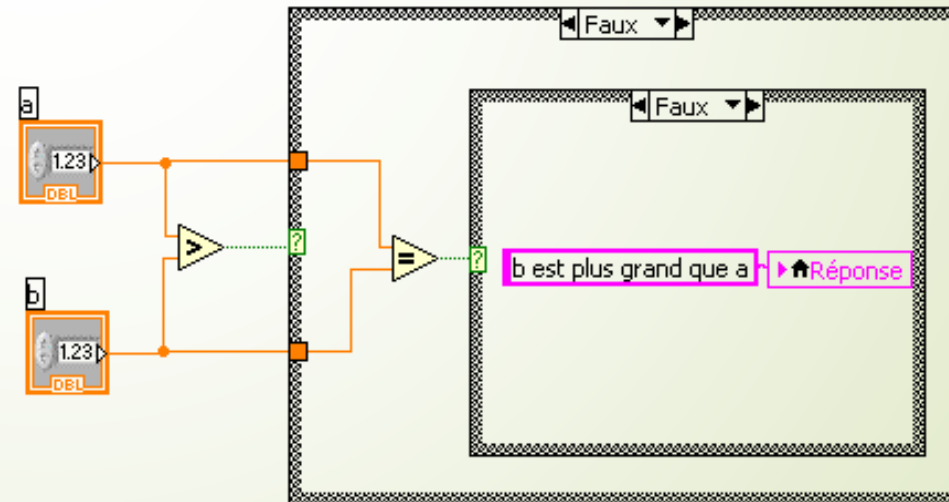 Faux
Faux
a
1.23
DBL
>
?
=
?
b est plus grand que a
Réponse
b
1.23
DBL